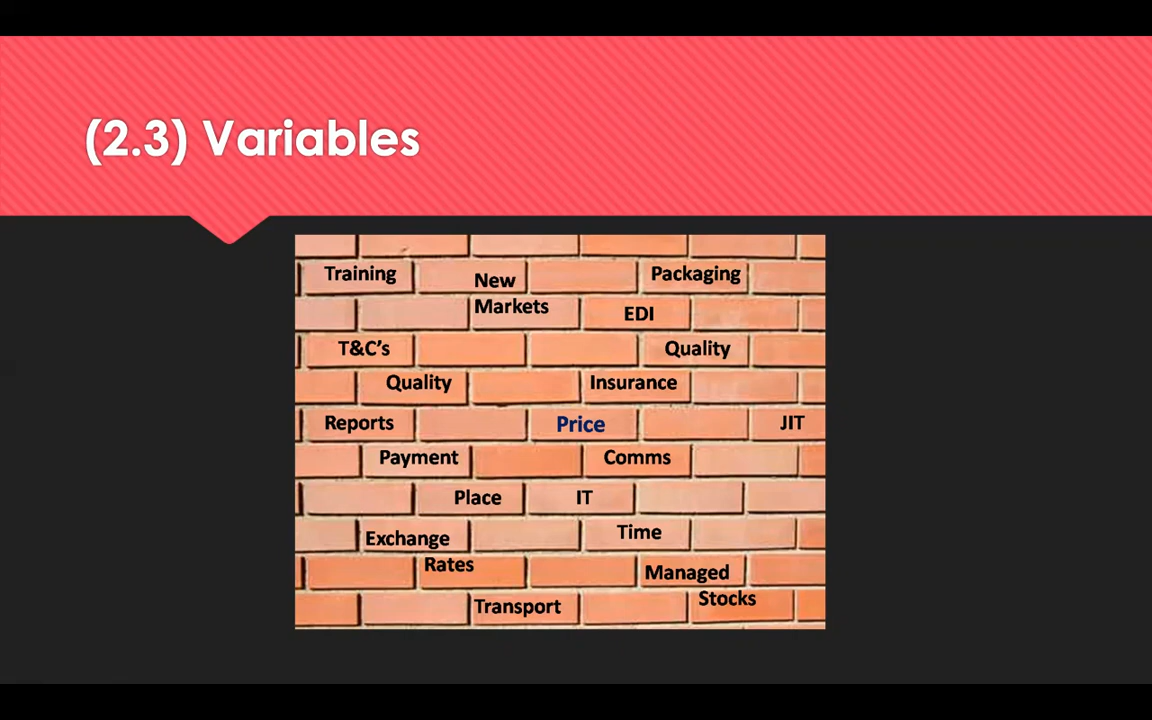 (2.3) Variables
Training
New
Markets
Packaging
EDI
T&C's
Quality
Quality
Insurance
Reports
Price
JIT
Payment
Comms
Place
IT
Exchange
Rates
Time
Managed
Stocks
Transport